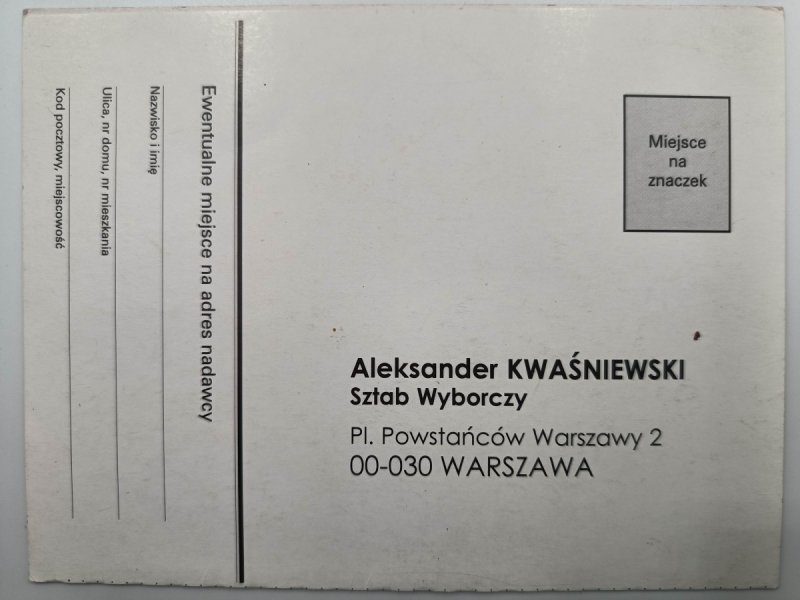 Ewentualne miejsce na adres nadawcy
Nazwisko i imię
Ulica, nr domu, nr mieszkania
Kod pocztowy, miejscowość
Miejsce
na
znaczek
Aleksander KWAŚNIEWSKI
Sztab Wyborczy
Pl. Powstańców Warszawy 2
00-030 WARSZAWA